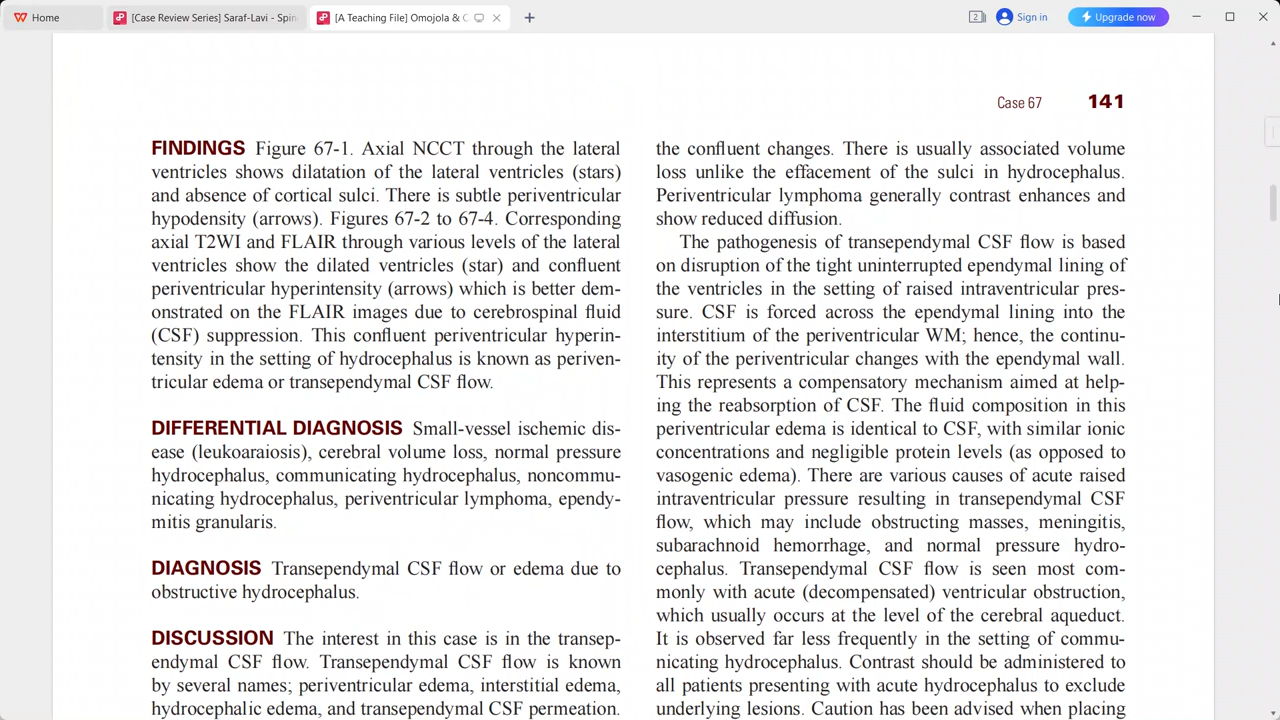 Home
[Case Review Series] Saraf-Lavi - Spin
[A Teaching File] Omojola & C
2
Sign in
Upgrade now
Case 67 141
FINDINGS Figure 67-1. Axial NCCT through the lateral
ventricles shows dilatation of the lateral ventricles (stars)
and absence of cortical sulci. There is subtle periventricular
hypodensity (arrows). Figures 67-2 to 67-4. Corresponding
axial T2WI and FLAIR through various levels of the lateral
ventricles show the dilated ventricles (star) and confluent
periventricular hyperintensity (arrows) which is better dem-
onstrated on the FLAIR images due to cerebrospinal fluid
(CSF) suppression. This confluent periventricular hyperin-
tensity in the setting of hydrocephalus is known as periven-
tricular edema or transependymal CSF flow.
DIFFERENTIAL DIAGNOSIS Small-vessel ischemic dis-
ease (leukoaraiosis), cerebral volume loss, normal pressure
hydrocephalus, communicating hydrocephalus, noncommu-
nicating hydrocephalus, periventricular lymphoma, ependy-
mitis granularis.
DIAGNOSIS Transependymal CSF flow or edema due to
obstructive hydrocephalus.
DISCUSSION The interest in this case is in the transep-
endymal CSF flow. Transependymal CSF flow is known
by several names; periventricular edema, interstitial edema,
hydrocephalic edema, and transependymal CSF permeation.
the confluent changes. There is usually associated volume
loss unlike the effacement of the sulci in hydrocephalus.
Periventricular lymphoma generally contrast enhances and
show reduced diffusion.
The pathogenesis of transependymal CSF flow is based
on disruption of the tight uninterrupted ependymal lining of
the ventricles in the setting of raised intraventricular pres-
sure. CSF is forced across the ependymal lining into the
interstitium of the periventricular WM; hence, the continu-
ity of the periventricular changes with the ependymal wall.
This represents a compensatory mechanism aimed at help-
ing the reabsorption of CSF. The fluid composition in this
periventricular edema is identical to CSF, with similar ionic
concentrations and negligible protein levels (as opposed to
vasogenic edema). There are various causes of acute raised
intraventricular pressure resulting in transependymal CSF
flow, which may include obstructing masses, meningitis,
subarachnoid hemorrhage, and normal pressure hydro-
cephalus. Transependymal CSF flow is seen most com-
monly with acute (decompensated) ventricular obstruction,
which usually occurs at the level of the cerebral aqueduct.
It is observed far less frequently in the setting of commu-
nicating hydrocephalus. Contrast should be administered to
all patients presenting with acute hydrocephalus to exclude
underlying lesions. Caution has been advised when placing